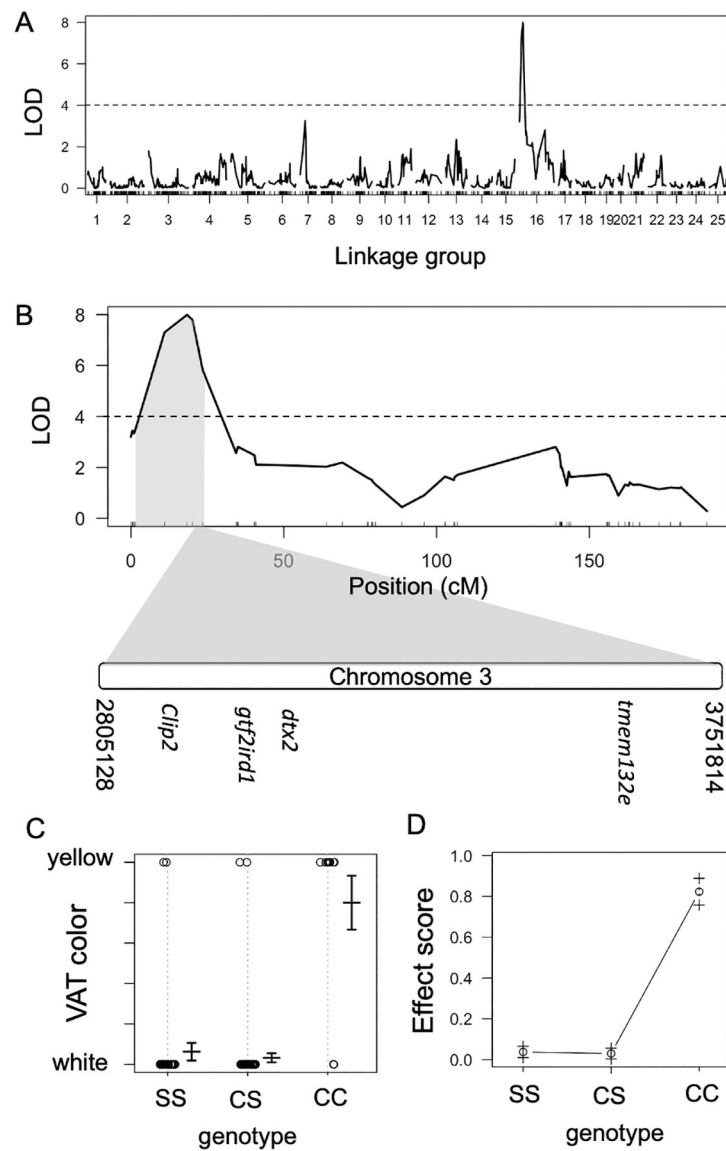 A
LOD
8
6
4
2
0
1 2 3 4 5 6 7 8 9 10 11 12 13 14 15 16 17 18 19 20 21 22 23 24 25
Linkage group
B
LOD
8
6
4
2
0
0 50 100 150
Position (cM)
Chromosome 3
2805128
Clip2
gtf2ird1
dtx2
tmem132e
3751814
C
VAT color
yellow
white
SS CS CC
genotype
D
Effect score
1.0
0.8
0.6
0.4
0.2
0.0
SS CS CC
genotype